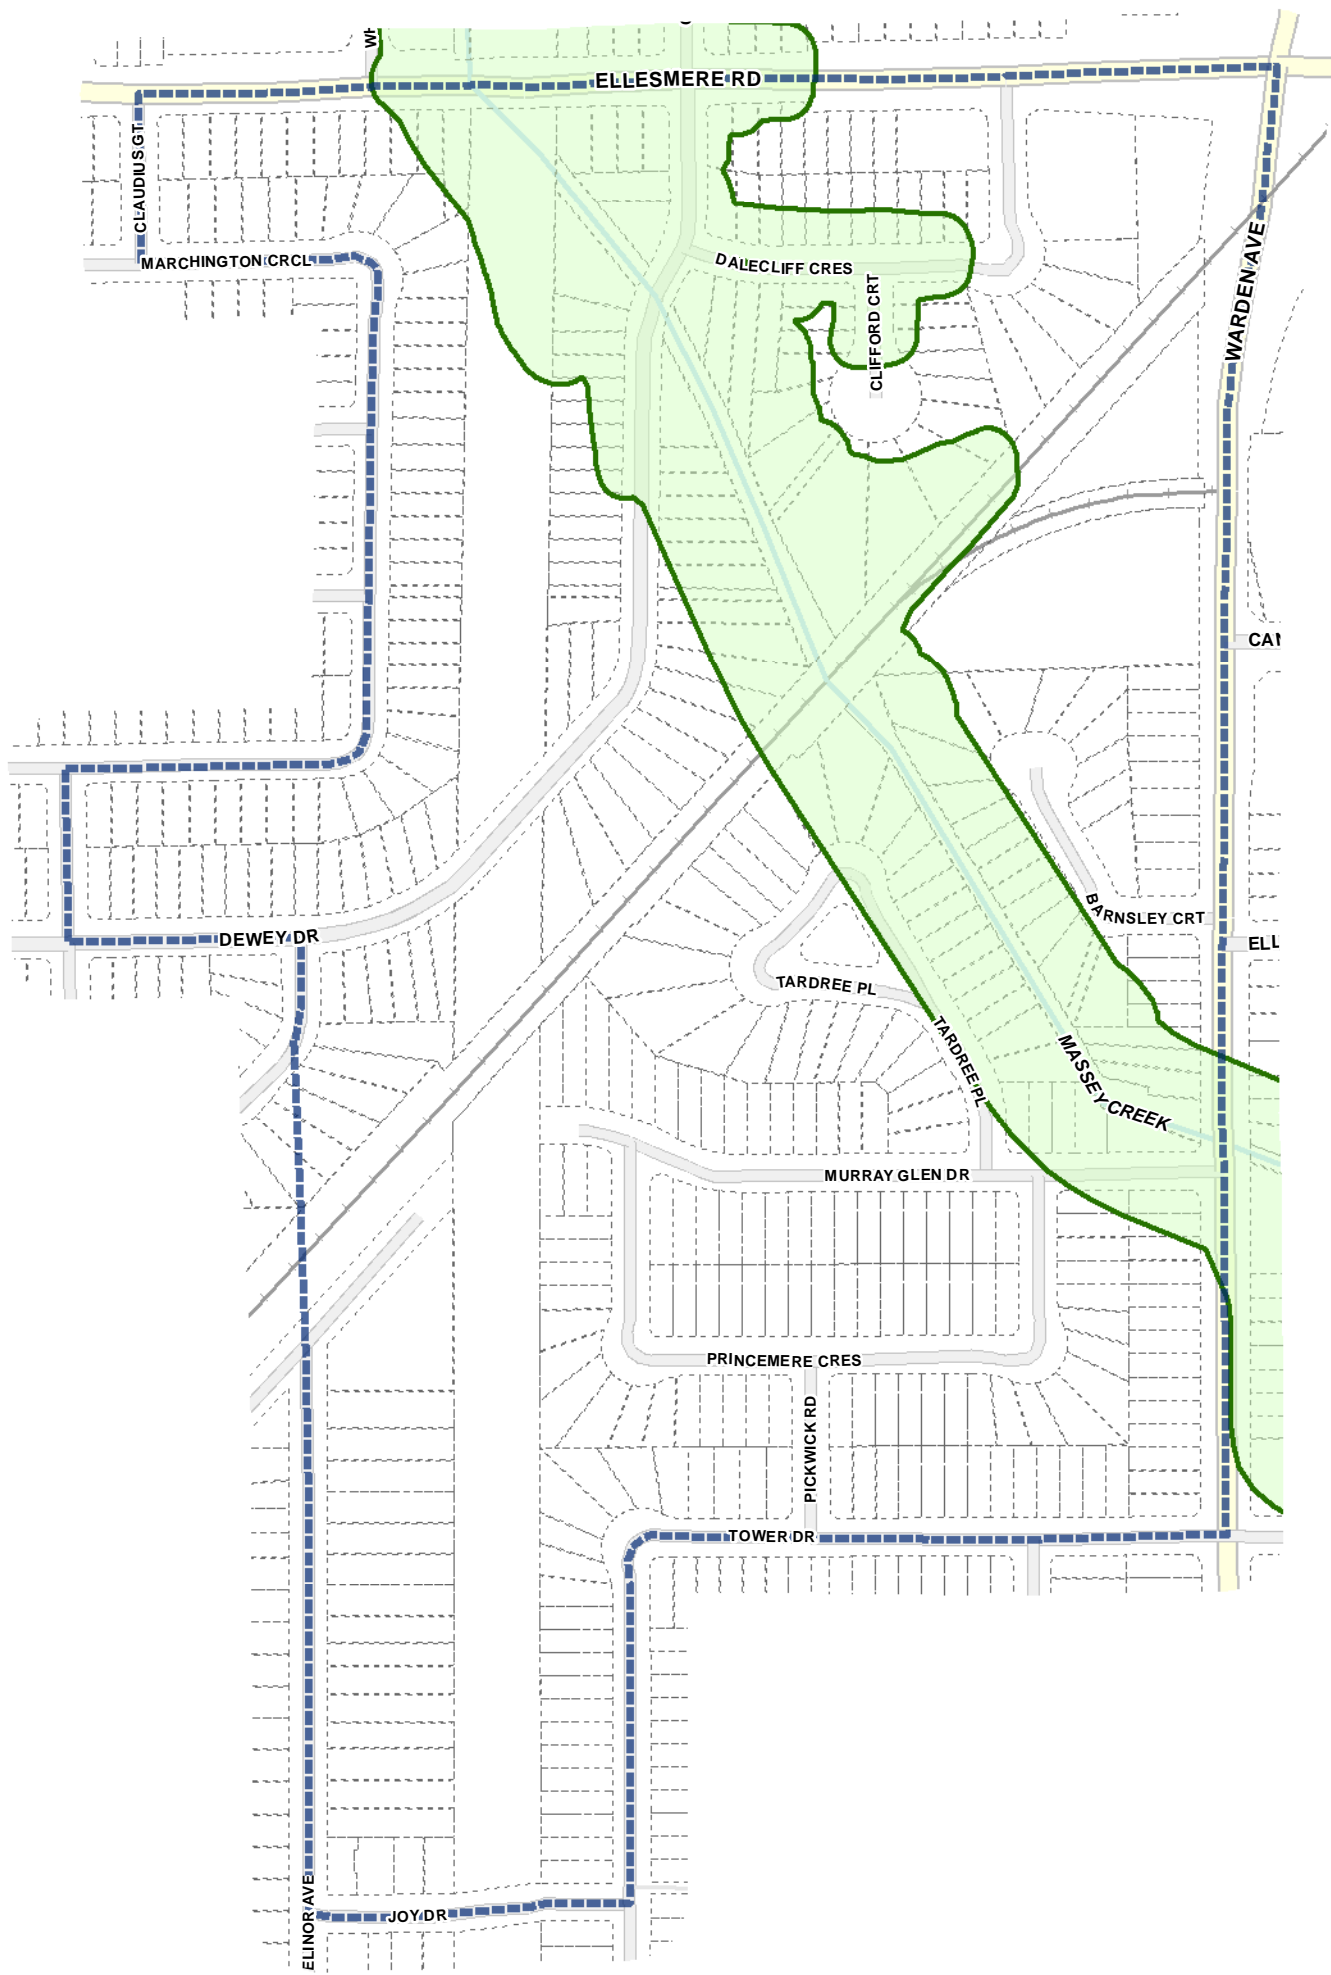 WH
ELLESMERE RD
CLAUDIUS GT
MARCHINGTON CRCL
DALECLIFF CRES
CLIFFORD CRT
WARDEN AVE
CAN
BARNSLEY CRT
DEWEY DR
ELL
TARDREE PL
TARDREE PL
MASSEY CREEK
MURRAY GLEN DR
PRINCEMERE CRES
PICKWICK RD
TOWER DR
ELINOR AVE
JOY DR